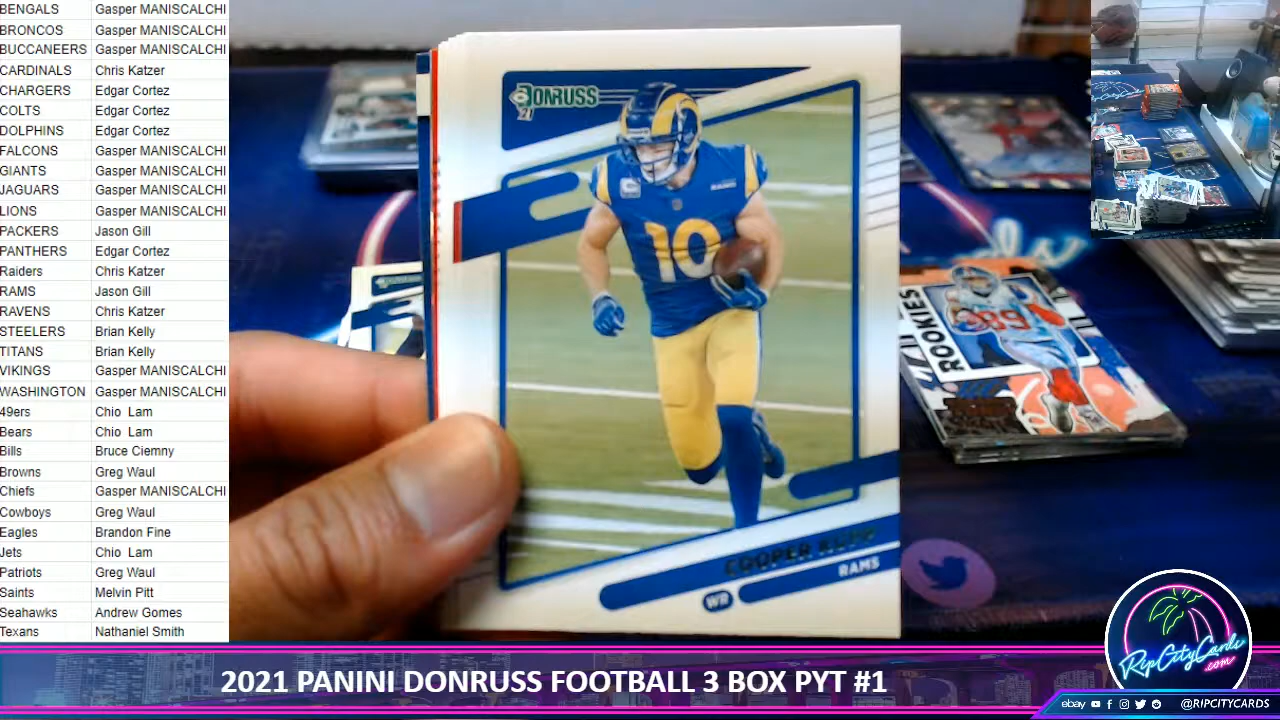 BENGALS Gasper MANISCALCHI
BRONCOS Gasper MANISCALCHI
BUCCANEERS Gasper MANISCALCHI
CARDINALS Chris Katzer
CHARGERS Edgar Cortez
COLTS Edgar Cortez
DOLPHINS Edgar Cortez
FALCONS Gasper MANISCALCHI
GIANTS Gasper MANISCALCHI
JAGUARS Gasper MANISCALCHI
LIONS Gasper MANISCALCHI
PACKERS Jason Gill
PANTHERS Edgar Cortez
Raiders Chris Katzer
RAMS Jason Gill
RAVENS Chris Katzer
STEELERS Brian Kelly
TITANS Brian Kelly
VIKINGS Gasper MANISCALCHI
WASHINGTON Gasper MANISCALCHI
49ers Chio Lam
Bears Chio Lam
Bills Bruce Ciemny
Browns Greg Waul
Chiefs Gasper MANISCALCHI
Cowboys Greg Waul
Eagles Brandon Fine
Jets Chio Lam
Patriots Greg Waul
Saints Melvin Pitt
Seahawks Andrew Gomes
Texans Nathaniel Smith
DONRUSS
21
10
COOPER KUPP
RAMS
WR
ROOKIES
89
RipCityCards
.com
2021 PANINI DONRUSS FOOTBALL 3 BOX PYT #1
ebay @RIPCITYCARDS